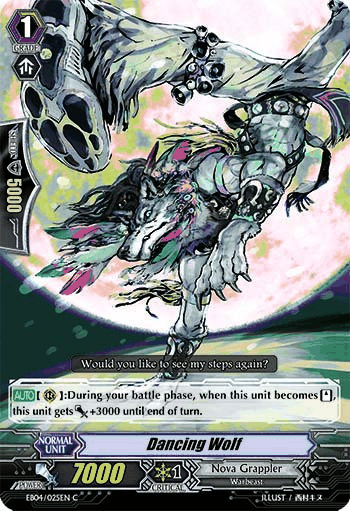 1
GRADE
5000
Would you like to see my steps again?
AUTO [ ]:During your battle phase, when this unit becomes [ ],
this unit gets +3000 until end of turn.
NORMAL
UNIT
Dancing Wolf
POWER
7000
1
CRITICAL
Nova Grappler
Warbeast
EB04/025EN C
ILLUST / 西村キヌ